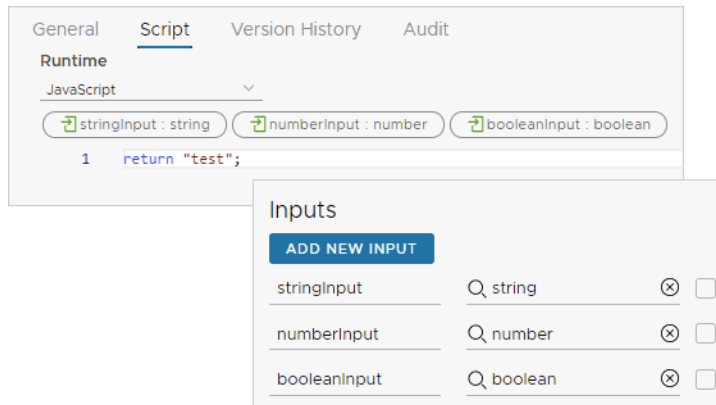 General Script Version History Audit
Runtime
JavaScript
stringInput : string numberInput : number booleanInput : boolean
1 return "test";
Inputs
ADD NEW INPUT
stringInput string
numberInput number
booleanInput boolean